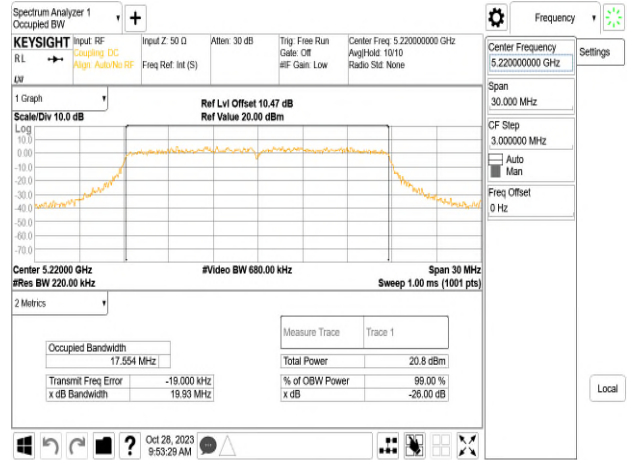 Spectrum Analyzer 1
Occupied BW
Frequency
KEYSIGHT Input: RF Input Z: 50 Ω Atten: 30 dB Trig: Free Run Center Freq: 5.220000000 GHz
RL Coupling: DC Gate: Off Avg|Hold: 10/10
Align: Auto/No RF Freq Ref: Int (S) #IF Gain: Low Radio Std: None
Center Frequency
5.220000000 GHz
Settings
Span
30.000 MHz
CF Step
3.000000 MHz
Auto
Man
Freq Offset
0 Hz
Local
1 Graph
Ref Lvl Offset 10.47 dB
Scale/Div 10.0 dB Ref Value 20.00 dBm
Log
10.0
0.00
-10.0
-20.0
-30.0
-40.0
-50.0
-60.0
-70.0
Center 5.22000 GHz #Video BW 680.00 kHz Span 30 MHz
#Res BW 220.00 kHz Sweep 1.00 ms (1001 pts)
2 Metrics
Measure Trace Trace 1
Occupied Bandwidth
17.554 MHz
Total Power 20.8 dBm
Transmit Freq Error -19.000 kHz % of OBW Power 99.00 %
x dB Bandwidth 19.93 MHz x dB -26.00 dB
?
Oct 28, 2023
9:53:29 AM